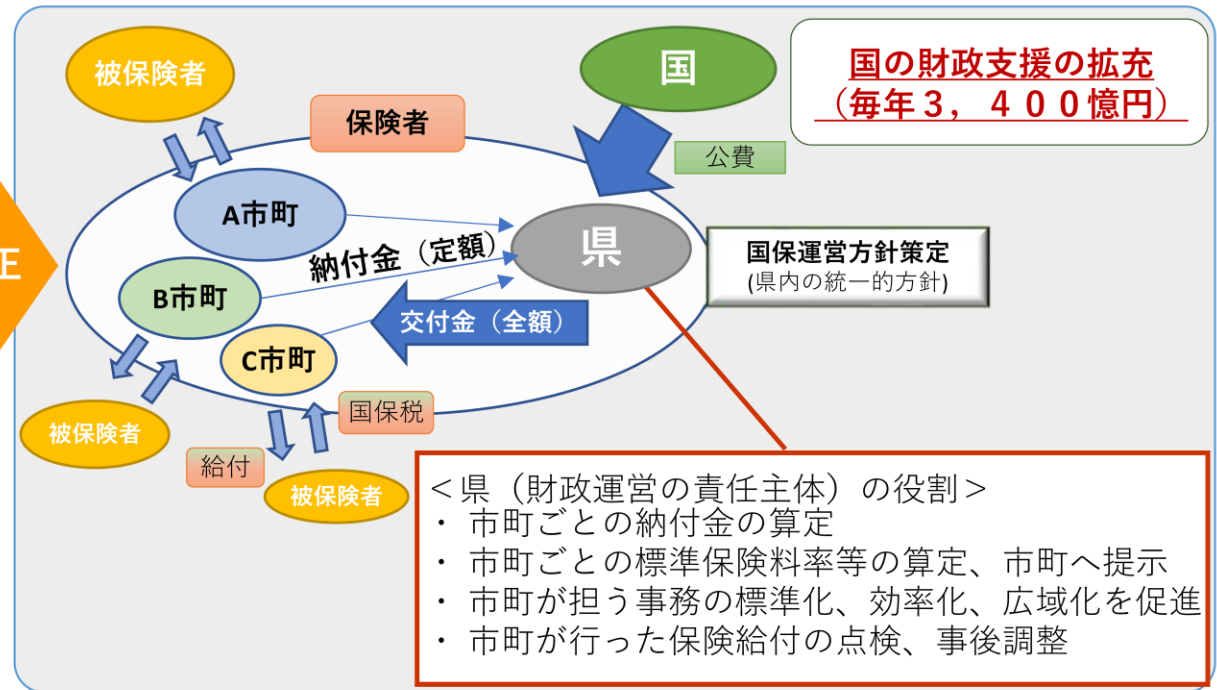 被保険者
国
国の財政支援の拡充
（毎年３，４００憶円）
保険者
公費
A市町
県
納付金（定額）
国保運営方針策定
(県内の統一的方針)
正
B市町
交付金（全額）
C市町
国保税
被保険者
給付
被保険者
＜県（財政運営の責任主体）の役割＞
・ 市町ごとの納付金の算定
・ 市町ごとの標準保険料率等の算定、市町へ提示
・ 市町が担う事務の標準化、効率化、広域化を促進
・ 市町が行った保険給付の点検、事後調整